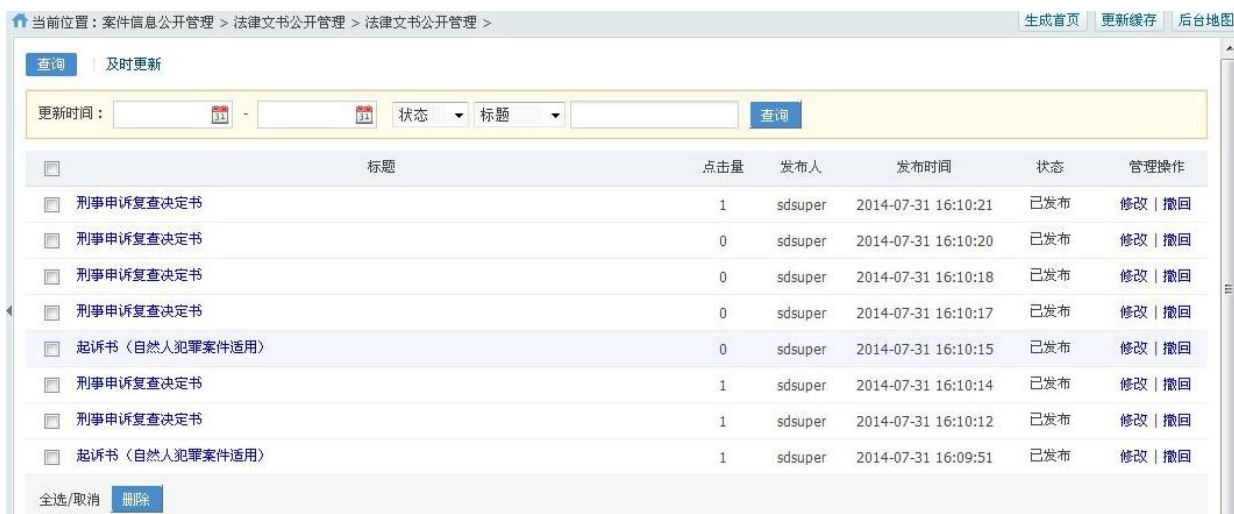 当前位置：案件信息公开管理 > 法律文书公开管理 > 法律文书公开管理 > 生成首页 更新缓存 后台地图
查询 | 及时更新
更新时间： 31 - 31 状态 标题 查询
标题 点击量 发布人 发布时间 状态 管理操作
刑事申诉复查决定书 1 sdsuper 2014-07-31 16:10:21 已发布 修改 | 撤回
刑事申诉复查决定书 0 sdsuper 2014-07-31 16:10:20 已发布 修改 | 撤回
刑事申诉复查决定书 0 sdsuper 2014-07-31 16:10:18 已发布 修改 | 撤回
刑事申诉复查决定书 0 sdsuper 2014-07-31 16:10:17 已发布 修改 | 撤回
起诉书（自然人犯罪案件适用） 0 sdsuper 2014-07-31 16:10:15 已发布 修改 | 撤回
刑事申诉复查决定书 1 sdsuper 2014-07-31 16:10:14 已发布 修改 | 撤回
刑事申诉复查决定书 1 sdsuper 2014-07-31 16:10:12 已发布 修改 | 撤回
起诉书（自然人犯罪案件适用） 1 sdsuper 2014-07-31 16:09:51 已发布 修改 | 撤回
全选/取消 删除